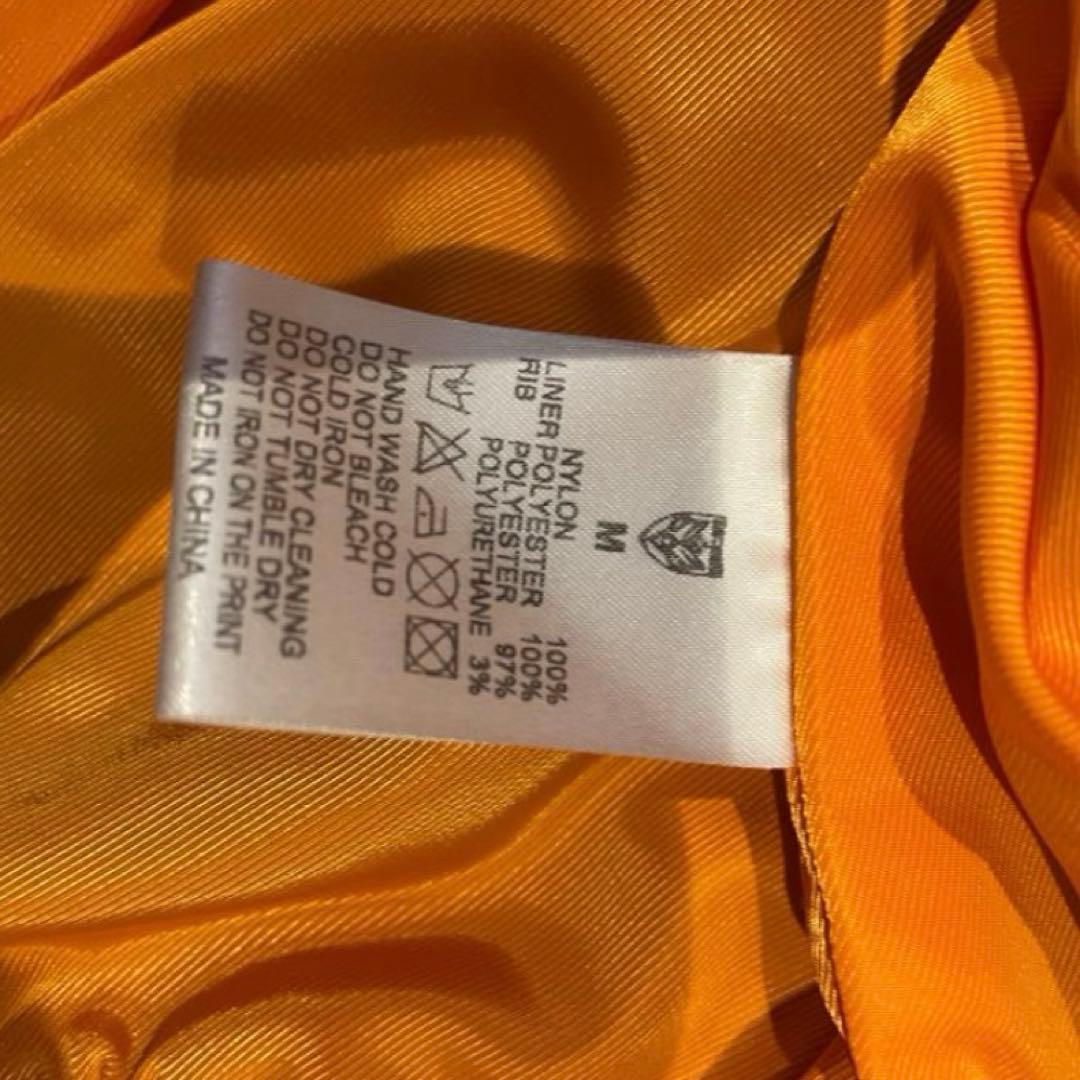 M
NYLON 100%
LINER POLYESTER 100%
RIB POLYESTER 97%
POLYURETHANE 3%
HAND WASH COLD
DO NOT BLEACH
COLD IRON
DO NOT DRY CLEANING
DO NOT TUMBLE DRY
DO NOT IRON ON THE PRINT
MADE IN CHINA